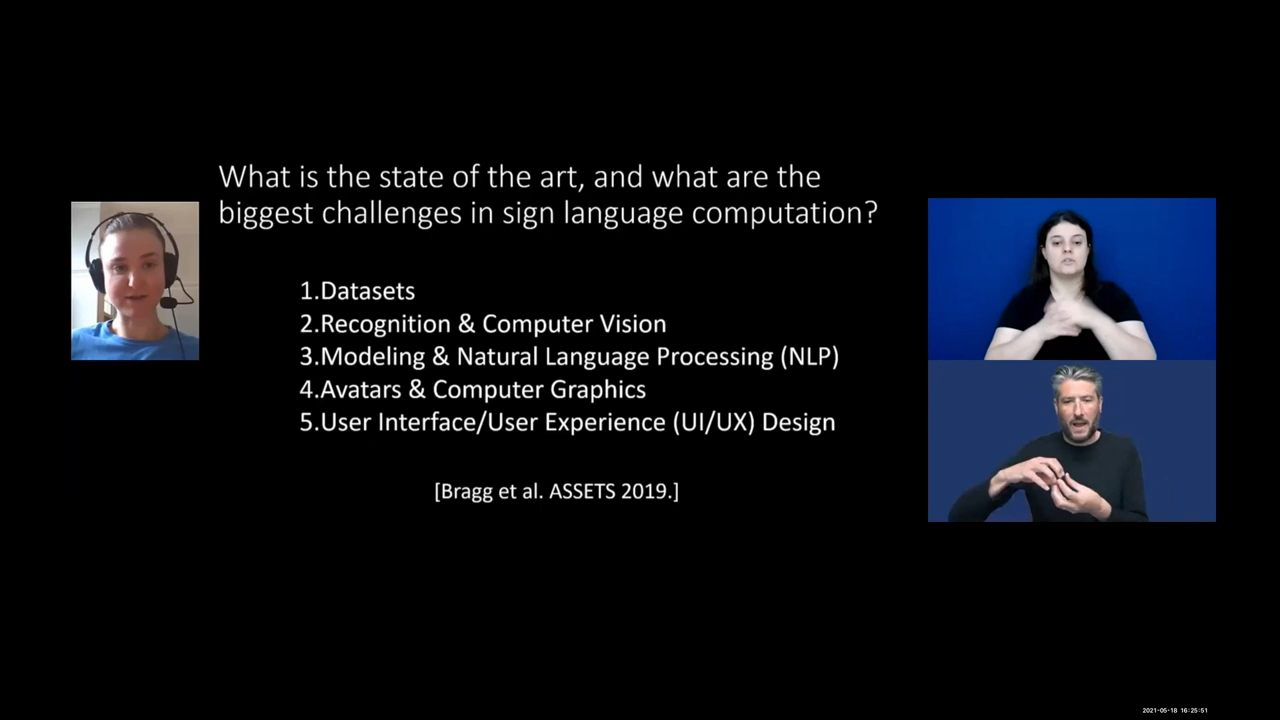 What is the state of the art, and what are the
biggest challenges in sign language computation?
1.Datasets
2.Recognition & Computer Vision
3.Modeling & Natural Language Processing (NLP)
4.Avatars & Computer Graphics
5.User Interface/User Experience (UI/UX) Design
[Bragg et al. ASSETS 2019.]
2021-05-18 16:25:51